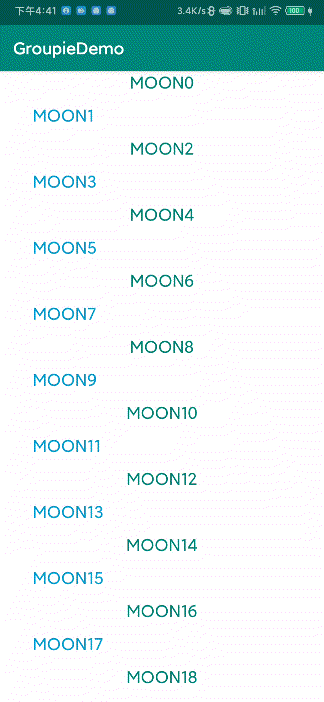 下午4:41 3.4K/s 100
GroupieDemo
MOON0
MOON1
MOON2
MOON3
MOON4
MOON5
MOON6
MOON7
MOON8
MOON9
MOON10
MOON11
MOON12
MOON13
MOON14
MOON15
MOON16
MOON17
MOON18